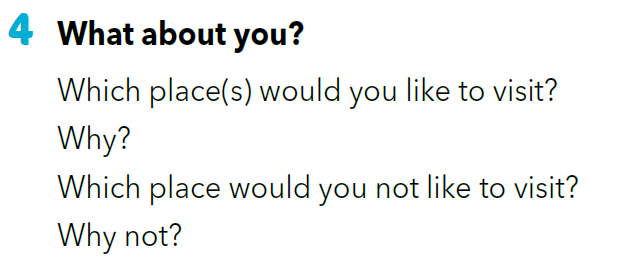 4 What about you?
Which place(s) would you like to visit?
Why?
Which place would you not like to visit?
Why not?